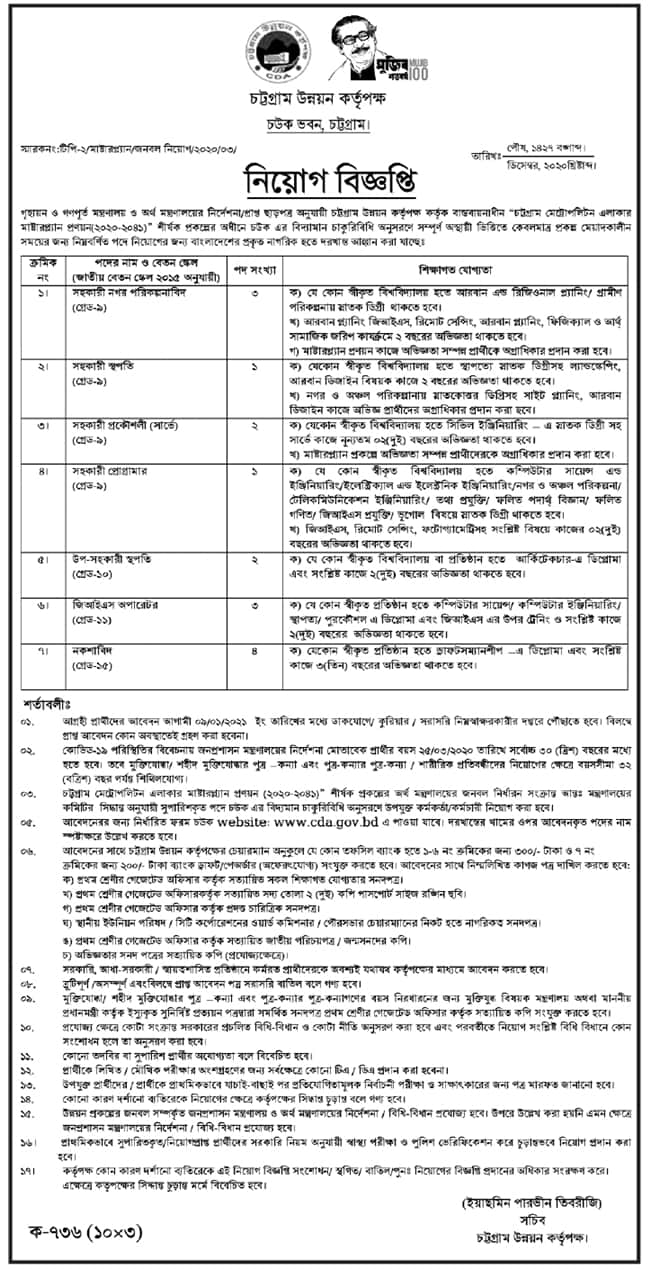 চট্টগ্রাম উন্নয়ন কর্তৃপক্ষ
CDA
মুজিব MUJIB
শতবর্ষ 100
চট্টগ্রাম উন্নয়ন কর্তৃপক্ষ
চউক ভবন, চট্টগ্রাম।
স্মারকনং:টিপি-২/মাষ্টারপ্ল্যান/জনবল নিয়োগ/২০২০/০৩/
তারিখঃ পৌষ, ১৪২৭ বঙ্গাব্দ।
ডিসেম্বর, ২০২০খ্রিষ্টাব্দ।
নিয়োগ বিজ্ঞপ্তি
গৃহায়ন ও গণপূর্ত মন্ত্রণালয় ও অর্থ মন্ত্রণালয়ের নির্দেশনা/প্রাপ্ত ছাড়পত্র অনুযায়ী চট্টগ্রাম উন্নয়ন কর্তৃপক্ষ কর্তৃক বাস্তবায়নাধীন “চট্টগ্রাম মেট্রোপলিটন এলাকার
মাষ্টারপ্ল্যান প্রণয়ন(২০২০-২০৪১)” শীর্ষক প্রকল্পের অধীনে চউক এর বিদ্যমান চাকুরিবিধি অনুসরণে সম্পূর্ণ অস্থায়ী ভিত্তিতে কেবলমাত্র প্রকল্প মেয়াদকালীন
সময়ের জন্য নিম্নবর্ণিত পদে নিয়োগের জন্য বাংলাদেশের প্রকৃত নাগরিক হতে দরখাস্ত আহ্বান করা যাচ্ছেঃ
ক্রমিক নং
পদের নাম ও বেতন স্কেল
(জাতীয় বেতন স্কেল ২০১৫ অনুযায়ী)
পদ সংখ্যা
শিক্ষাগত যোগ্যতা
১। সহকারী নগর পরিকল্পনাবিদ ৩ ক) যে কোন স্বীকৃত বিশ্ববিদ্যালয় হতে আরবান এন্ড রিজিওনাল প্ল্যানিং/ গ্রামীণ
(গ্রেড-৯) পরিকল্পনায় স্নাতক ডিগ্রী থাকতে হবে।
খ) আরবান প্ল্যানিং জিআইএস, রিমোট সেন্সিং, আরবান প্ল্যানিং, ফিজিক্যাল ও আর্থ
সামাজিক জরিপ কার্যক্রমে ২ বছরের অভিজ্ঞতা থাকতে হবে।
গ) মাষ্টারপ্ল্যান প্রণয়ন কাজে অভিজ্ঞতা সম্পন্ন প্রার্থীকে অগ্রাধিকার প্রদান করা হবে।
২। সহকারী স্থপতি ১ ক) যেকোন স্বীকৃত বিশ্ববিদ্যালয় হতে স্থাপত্যে স্নাতক ডিগ্রীসহ ল্যান্ডস্কেপিং,
(গ্রেড-৯) আরবান ডিজাইন বিষয়ক কাজে ২ বছরের অভিজ্ঞতা থাকতে হবে।
খ) নগর ও অঞ্চল পরিকল্পনায় স্নাতকোত্তর ডিগ্রিসহ সাইট প্ল্যানিং, আরবান
ডিজাইন কাজে অভিজ্ঞ প্রার্থীদের অগ্রাধিকার প্রদান করা হবে।
৩। সহকারী প্রকৌশলী (সার্ভে) ২ ক) যেকোন স্বীকৃত বিশ্ববিদ্যালয় হতে সিভিল ইঞ্জিনিয়ারিং – এ স্নাতক ডিগ্রী সহ
(গ্রেড-৯) সার্ভে কাজে নূন্যতম ০২(দুই) বছরের অভিজ্ঞতা থাকতে হবে।
খ) মাষ্টারপ্ল্যান প্রকল্পে অভিজ্ঞতা সম্পন্ন প্রার্থীদেরকে অগ্রাধিকার প্রদান করা হবে।
৪। সহকারী প্রোগ্রামার ১ ক) যে কোন স্বীকৃত বিশ্ববিদ্যালয় হতে কম্পিউটার সায়েন্স এন্ড
(গ্রেড-৯) ইঞ্জিনিয়ারিং/ইলেক্ট্রিক্যাল এন্ড ইলেক্টনিক ইঞ্জিনিয়ারিং/নগর ও অঞ্চল পরিকল্পনা/
টেলিকমিউনিকেশন ইঞ্জিনিয়ারিং/ তথ্য প্রযুক্তি/ ফলিত পদার্থ বিজ্ঞান/ ফলিত
গণিত/ জিআইএস প্রযুক্তি/ ভূগোল বিষয়ে স্নাতক ডিগ্রী থাকতে হবে।
খ) জিআইএস, রিমোট সেন্সিং, ফটোগ্যামেট্রিসহ সংশ্লিষ্ট বিষয়ে কাজের ০২(দুই)
বছরের অভিজ্ঞতা থাকতে হবে।
৫। উপ-সহকারী স্থপতি ২ ক) যে কোন স্বীকৃত বিশ্ববিদ্যালয় বা প্রতিষ্ঠান হতে আর্কিটেকচার-এ ডিপ্লোমা
(গ্রেড-১০) এবং সংশ্লিষ্ট কাজে ২(দুই) বছরের অভিজ্ঞতা থাকতে হবে।
৬। জিআইএস অপারেটর ৩ ক) যে কোন স্বীকৃত প্রতিষ্ঠান হতে কম্পিউটার সায়েন্স/ কম্পিউটার ইঞ্জিনিয়ারিং/
(গ্রেড-১১) স্থাপত্য/ পুরকৌশল এ ডিপ্লোমা এবং জিআইএস এর উপর ট্রেনিং ও সংশ্লিষ্ট কাজে
২(দুই) বছরের অভিজ্ঞতা থাকতে হবে।
৭। নকশাবিদ ৪ ক) যেকোন স্বীকৃত প্রতিষ্ঠান হতে ড্রাফটসম্যানশীপ –এ ডিপ্লোমা এবং সংশ্লিষ্ট
(গ্রেড-১৫) কাজে ৩(তিন) বছরের অভিজ্ঞতা থাকতে হবে।
শর্তাবলীঃ
০১. আগ্রহী প্রার্থীদের আবেদন আগামী ০৯/০১/২০২১ ইং তারিখের মধ্যে ডাকযোগে/ কুরিয়ার / সরাসরি নিম্নস্বাক্ষরকারীর দপ্তরে পৌঁছাতে হবে। বিলম্বে
প্রাপ্ত আবেদন কোন অবস্থাতেই গ্রহণ করা হবেনা।
০২. কোভিড-১৯ পরিস্থিতির বিবেচনায় জনপ্রশাসন মন্ত্রণালয়ের নির্দেশনা মোতাবেক প্রার্থীর বয়স ২৫/০৩/২০২০ তারিখে সর্বোচ্চ ৩০ (ত্রিশ) বছরের মধ্যে
হতে হবে। তবে মুক্তিযোদ্ধা/ শহীদ মুক্তিযোদ্ধার পুত্র –কন্যা এবং পুত্র-কন্যার পুত্র-কন্যা / শারীরিক প্রতিবন্ধীদের নিয়োগের ক্ষেত্রে বয়সসীমা ৩২
(বত্রিশ) বছর পর্যন্ত শিথিলযোগ্য।
০৩. চট্টগ্রাম মেট্রোপলিটন এলাকার মাষ্টারপ্ল্যান প্রণয়ন (২০২০-২০৪১)” শীর্ষক প্রকল্পের অর্থ মন্ত্রণালয়ের জনবল নির্ধারন সংক্রান্ত আন্তঃ মন্ত্রণালয়ের
কমিটির সিদ্ধান্ত অনুযায়ী সুপারিশকৃত পদে চউক এর বিদ্যমান চাকুরিবিধি অনুসরণে উপযুক্ত কর্মকর্তা/কর্মচারী নিয়োগ করা হবে।
০৫. আবেদনের জন্য নির্ধারিত ফরম চউক website: www.cda.gov.bd এ পাওয়া যাবে। দরখাস্তের খামের ওপর আবেদনকৃত পদের নাম
স্পষ্টাক্ষরে উল্লেখ করতে হবে।
০৬. আবেদনের সাথে চট্টগ্রাম উন্নয়ন কর্তৃপক্ষের চেয়ারম্যান অনুকুলে যে কোন তফসিল ব্যাংক হতে ১-৬ নং ক্রমিকের জন্য ৩০০/- টাকা ও ৭ নং
ক্রমিকের জন্য ২০০/- টাকা ব্যাংক ড্রাফট/পেঅর্ডার (অফেরৎযোগ্য) সংযুক্ত করতে হবে। আবেদনের সাথে নিম্মলিখিত কাগজ পত্র দাখিল করতে হবে:
ক) প্রথম শ্রেণীর গেজেটেড অফিসার কর্তৃক সত্যায়িত সকল শিক্ষাগত যোগ্যতার সনদপত্র।
খ) প্রথম শ্রেণীর গেজেটেড অফিসারকর্তৃক সত্যায়িত সদ্য তোলা ২ (দুই) কপি পাসপোর্ট সাইজ রঙ্গিন ছবি।
গ) প্রথম শ্রেণীর গেজেটেড অফিসার কর্তৃক প্রদত্ত চারিত্রিক সনদপত্র।
ঘ) স্থানীয় ইউনিয়ন পরিষদ / সিটি কর্পোরেশনের ওয়ার্ড কমিশনার / পৌরসভার চেয়ারম্যানের নিকট হতে নাগরিকত্ব সনদপত্র।
ঙ) প্রথম শ্রেণীর গেজেটেড অফিসার কর্তৃক সত্যায়িত জাতীয় পরিচয়পত্র / জন্মসনদের কপি।
চ) অভিজ্ঞতার সনদ পত্রের সত্যায়িত কপি (প্রযোজ্যক্ষেত্রে)।
০৭. সরকারি, আধা-সরকারী / স্বায়ত্তশাসিত প্রতিষ্ঠানে কর্মরত প্রার্থীদেরকে অবশ্যই যথাযথ কর্তৃপক্ষের মাধ্যমে আবেদন করতে হবে।
০৮. ত্রুটিপূর্ণ /অসম্পূর্ণ এবংবিলম্বে প্রাপ্ত আবেদন পত্র সরাসরি বাতিল বলে গণ্য হবে।
০৯. মুক্তিযোদ্ধা/ শহীদ মুক্তিযোদ্ধার পুত্র –কন্যা এবং পুত্র-কন্যার পুত্র-কন্যাগণের বয়স নিরধারনের জন্য মুক্তিযুদ্ধ বিষয়ক মন্ত্রণালয় অথবা মাননীয়
প্রধানমন্ত্রী কর্তৃক ইস্যুকৃত সুনির্দিষ্ট প্রত্যয়ন পত্রদ্বারা সমর্থিত সনদপত্র প্রথম শ্রেণীর গেজেটেড অফিসার কর্তৃক সত্যায়িত কপি সংযুক্ত করতে হবে।
১০. প্রযোজ্য ক্ষেত্রে কোটা সংক্রান্ত সরকারের প্রচলিত বিধি-বিধান ও কোটা নীতি অনুসরণ করা হবে এবং পরবর্তীতে নিয়োগ সংশ্লিষ্ট বিধি বিধানে কোন
সংশোধন হলে তা অনুসরণ করা হবে।
১১. কোনো তদবির বা সুপারিশ প্রার্থীর অযোগ্যতা বলে বিবেচিত হবে।
১২. প্রার্থীকে লিখিত / মৌখিক পরীক্ষায় অংশগ্রহণের জন্য সর্বক্ষেত্রে কোনো টিএ / ডিএ প্রদান করা হবেনা।
১৩. উপযুক্ত প্রার্থীদের / প্রার্থীকে প্রাথমিকভাবে যাচাই-বাছাই পর প্রতিযোগিতামূলক নির্বাচনী পরীক্ষা ও সাক্ষাৎকারের জন্য পত্র মারফত জানানো হবে।
১৪. কোনো কারণ দর্শানো ব্যতিরেকে নিয়োগের ক্ষেত্রে কর্তৃপক্ষের সিদ্ধান্ত চূড়ান্ত বলে গণ্য হবে।
১৫. উন্নয়ন প্রকল্পের জনবল সম্পর্কৃত জনপ্রশাসন মন্ত্রণালয় ও অর্থ মন্ত্রণালয়ের নির্দেশনা / বিধি-বিধান প্রযোজ্য হবে। উপরে উল্লেখ করা হয়নি এমন ক্ষেত্রে
জনপ্রশাসন মন্ত্রণালয়ের নির্দেশনা / বিধি-বিধান প্রযোজ্য হবে।
১৬। প্রাথমিকভাবে সুপারিতকৃত/নিয়োগপ্রাপ্ত প্রার্থীদের সরকারি নিয়ম অনুযায়ী স্বাস্থ্য পরীক্ষা ও পুলিশ ভেরিফিকেশন করে চুড়ান্তভবে নিয়োগ প্রদান করা
হবে।
১৭। কর্তৃপক্ষ কোন কারণ দর্শানো ব্যতিরেকে এই নিয়োগ বিজ্ঞপ্তি সংশোধন/ স্থগিত/ বাতিল/পুনঃ নিয়োগের বিজ্ঞপ্তি প্রদানের অধিকার সংরক্ষণ করে।
এক্ষেত্রে কতৃপক্ষের সিদ্ধান্ত চুড়ান্ত মর্মে বিবেচিত হবে।
(ইয়াছমিন পারভীন তিবরীজি)
সচিব
চট্টগ্রাম উন্নয়ন কর্তৃপক্ষ।
ক-৭৩৬ (১০×৩)